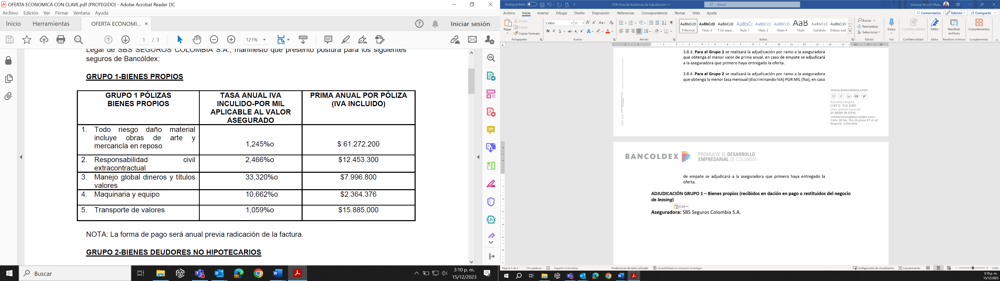 OFERTA ECONOMICA CON CLAVE.pdf (PROTEGIDO) - Adobe Acrobat Reader DC
Archivo Edición Ver Firmar Ventana Ayuda
Inicio Herramientas OFERTA ECONOMI... × Iniciar sesión
1 / 3 121%
Legal de SBS SEGUROS COLOMBIA S.A., manifiesto que presento postura para los siguientes
seguros de Bancóldex:
GRUPO 1-BIENES PROPIOS
GRUPO 1 PÓLIZAS
BIENES PROPIOS
TASA ANUAL IVA
INCULIDO-POR MIL
APLICABLE AL VALOR
ASEGURADO
PRIMA ANUAL POR PÓLIZA
(IVA INCLUIDO)
1. Todo riesgo daño material
incluye obras de arte y
mercancía en reposo
1,245%o
$ 61.272.200
2. Responsabilidad civil
extracontractual
2,466%o
$12.453.300
3. Manejo global dineros y títulos
valores
33,320%o
$7.996.800
4. Maquinaria y equipo
10,662%o
$2.364.376
5. Transporte de valores
1,059%o
$15.885.000
NOTA: La forma de pago será anual previa radicación de la factura.
GRUPO 2-BIENES DEUDORES NO HIPOTECARIOS
Buscar
3:10 p. m.
15/12/2023
Autoguardado VTM Acta de Audiencia de Adjudicación Buscar Vanessa Tenorio Mejia
Archivo Inicio Insertar Dibujar Diseño Disposición Referencias Correspondencia Revisar Vista Ayuda Comentarios Edición Compartir
Pegar
Cortar
Copiar
Copiar formato
Portapapeles
Calibri 11
N K S
Fuente
Párrafo
AaBbCcD AaBbCcD AaBbCcD AaBbCc AaBbCcE AaBbCcD AaB AaBbCcD AaBbCcD
¶ Normal Título 3 ¶ Sin espa... Título 1 Título 2 Título 4 Título Subtítulo Énfasis sutil
Estilos
Buscar
Reemplazar
Seleccionar
Edición
Dictar
Voz
Confidencialidad
Confidencialidad
Editor
Editor
Reutilizar
archivos
Reutilizar archivos
Complementos
Complementos
3.8.3. Para el Grupo 1 se realizará la adjudicación por ramo a la aseguradora
que obtenga el menor valor de prima anual, en caso de empate se adjudicará
a la aseguradora que primero haya entregado la oferta.
3.8.4. Para el Grupo 2 se realizará la adjudicación por ramo a la aseguradora
que obtenga la menor tasa mensual (discriminando IVA) POR MIL (%o), en caso
www.bancoldex.com
Bancóldex Bogotá:
(+57 1) 742 0281
Línea gratuita nacional:
01 8000 18 0710
contactenos@bancoldex.com
Calle 28 No. 13A-15 pisos 37 al 42
Bogotá- Colombia
BANCOLDEX PROMUEVE EL DESARROLLO
EMPRESARIAL DE COLOMBIA
de empate se adjudicará a la aseguradora que primero haya entregado la
oferta.
ADJUDICACIÓN GRUPO 1 – Bienes propios (recibidos en dación en pago o restituidos del negocio
de leasing)
(Ctrl)
Aseguradora: SBS Seguros Colombia S.A.
Página 3 de 3 744 palabras Español (Colombia) Predicciones de texto: activado Accesibilidad: es necesario investigar Configuración de visualización Concentración 130%
3:10 p. m.
15/12/2023